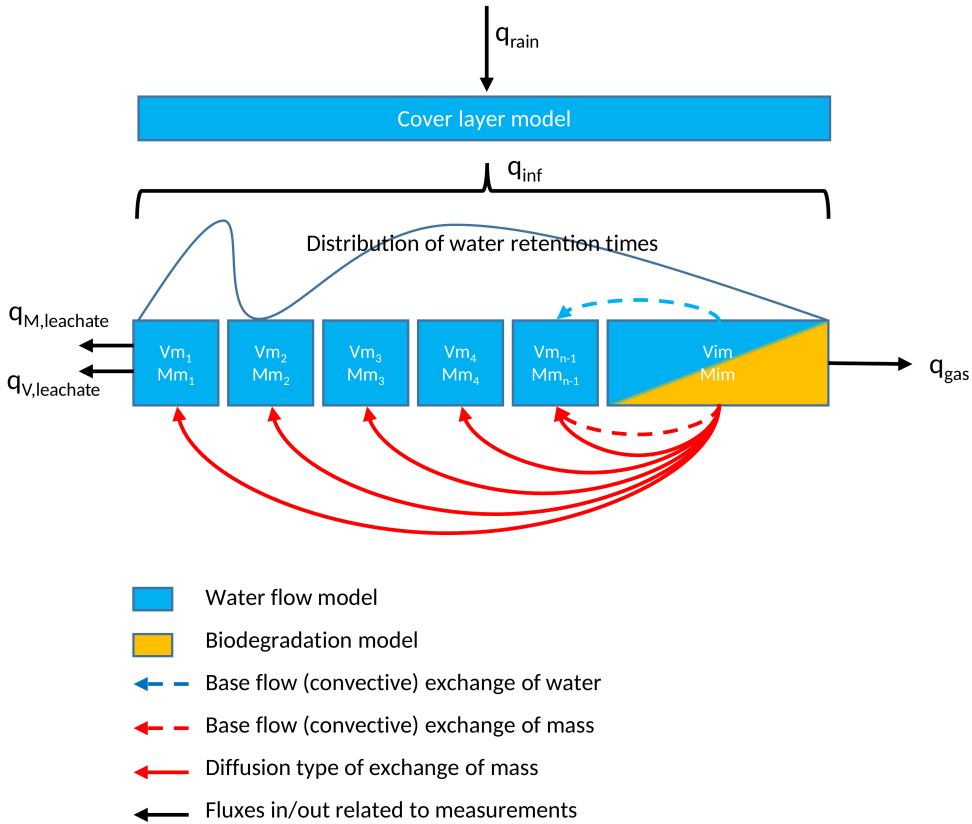 q_rain
Cover layer model
q_inf
Distribution of water retention times
q_M,leachate
q_V,leachate
Vm_1
Mm_1
Vm_2
Mm_2
Vm_3
Mm_3
Vm_4
Mm_4
Vm_n-1
Mm_n-1
Vim
Mim
q_gas
Water flow model
Biodegradation model
Base flow (convective) exchange of water
Base flow (convective) exchange of mass
Diffusion type of exchange of mass
Fluxes in/out related to measurements